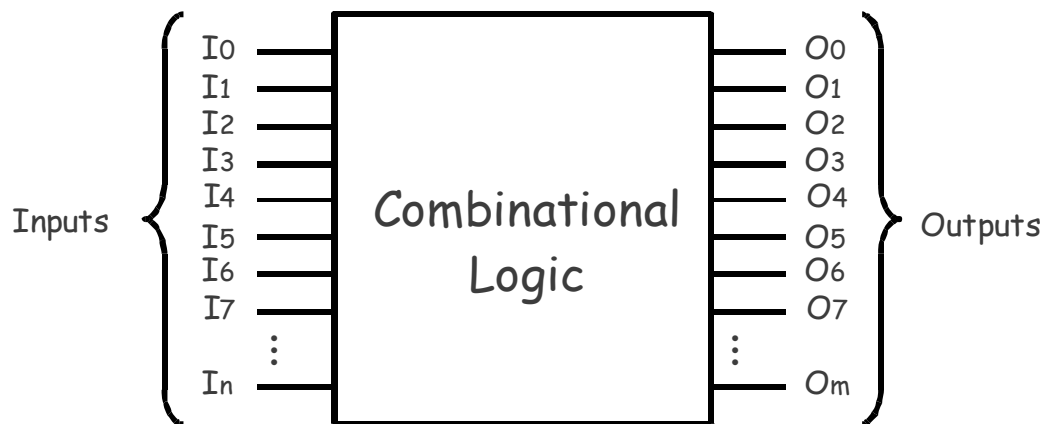 I0 O0
I1 O1
I2 O2
I3 O3
I4 O4
Inputs Combinational Outputs
I5 O5
I6 Logic O6
I7 O7
⋮ ⋮
In Om